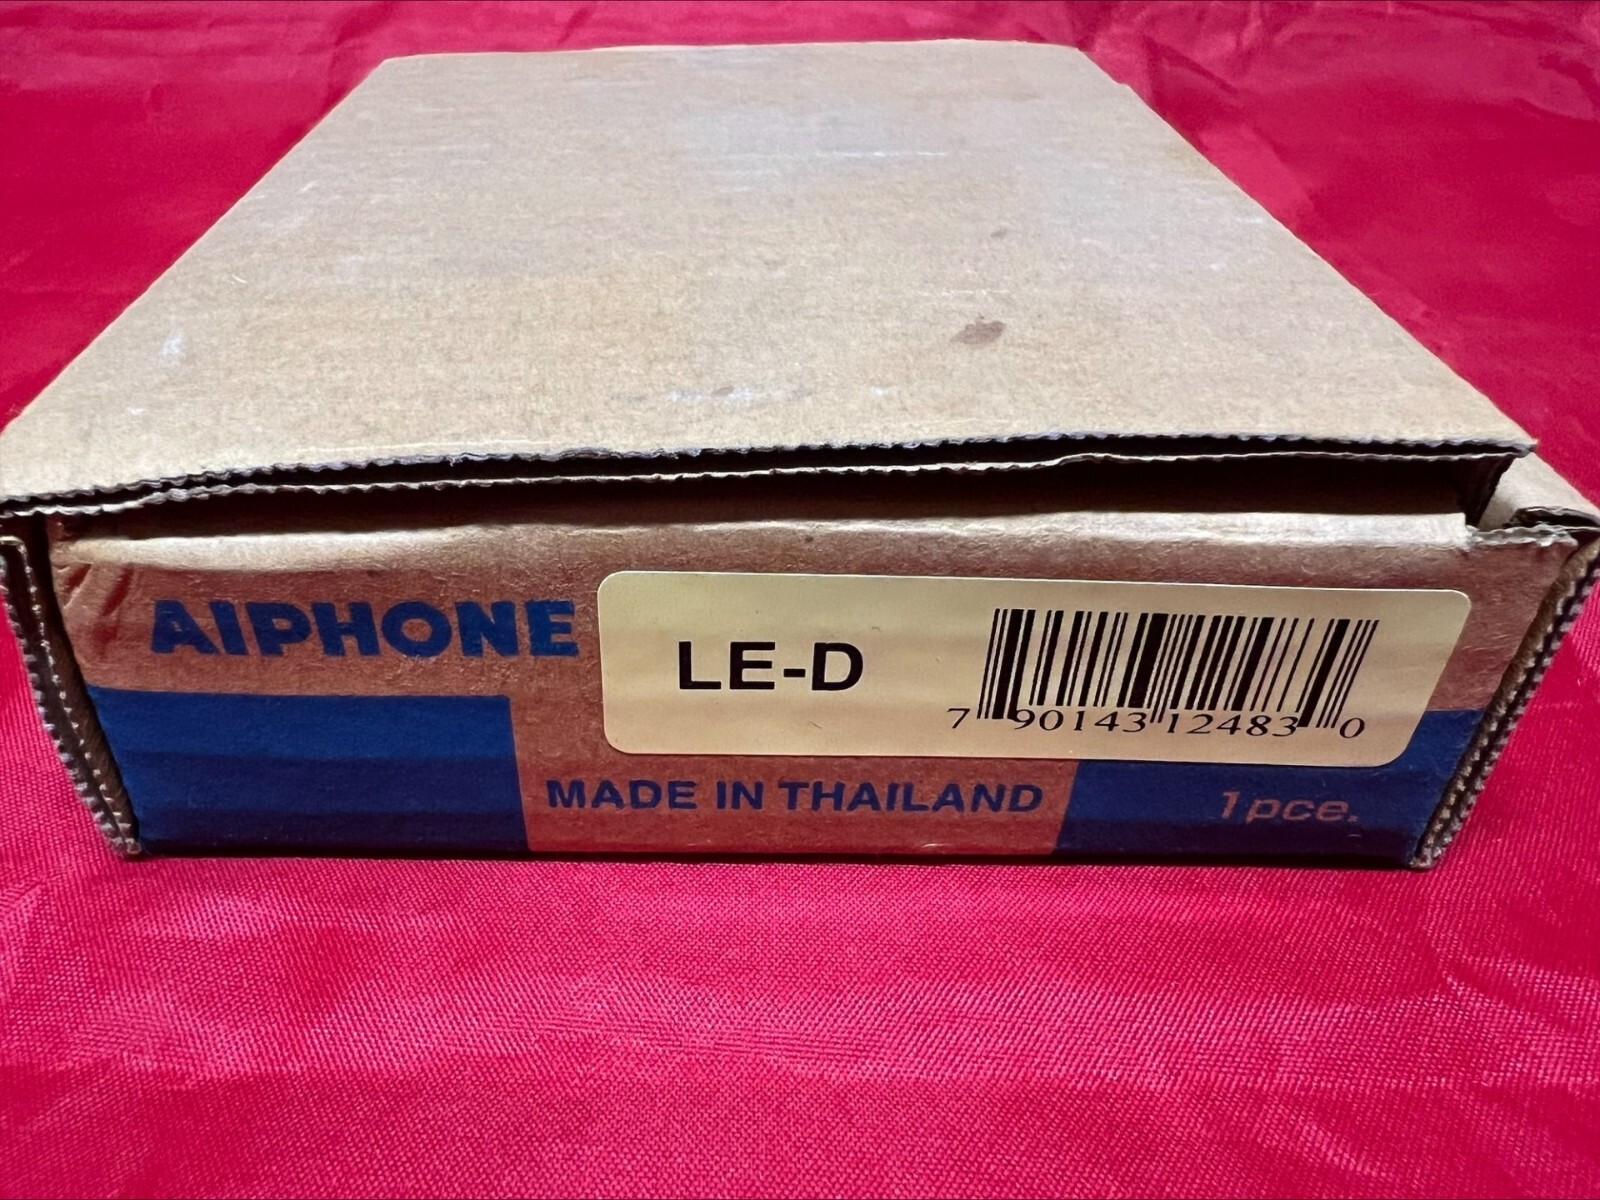 AIPHONE
LE-D
7 90143 12483 0
MADE IN THAILAND
1pce.